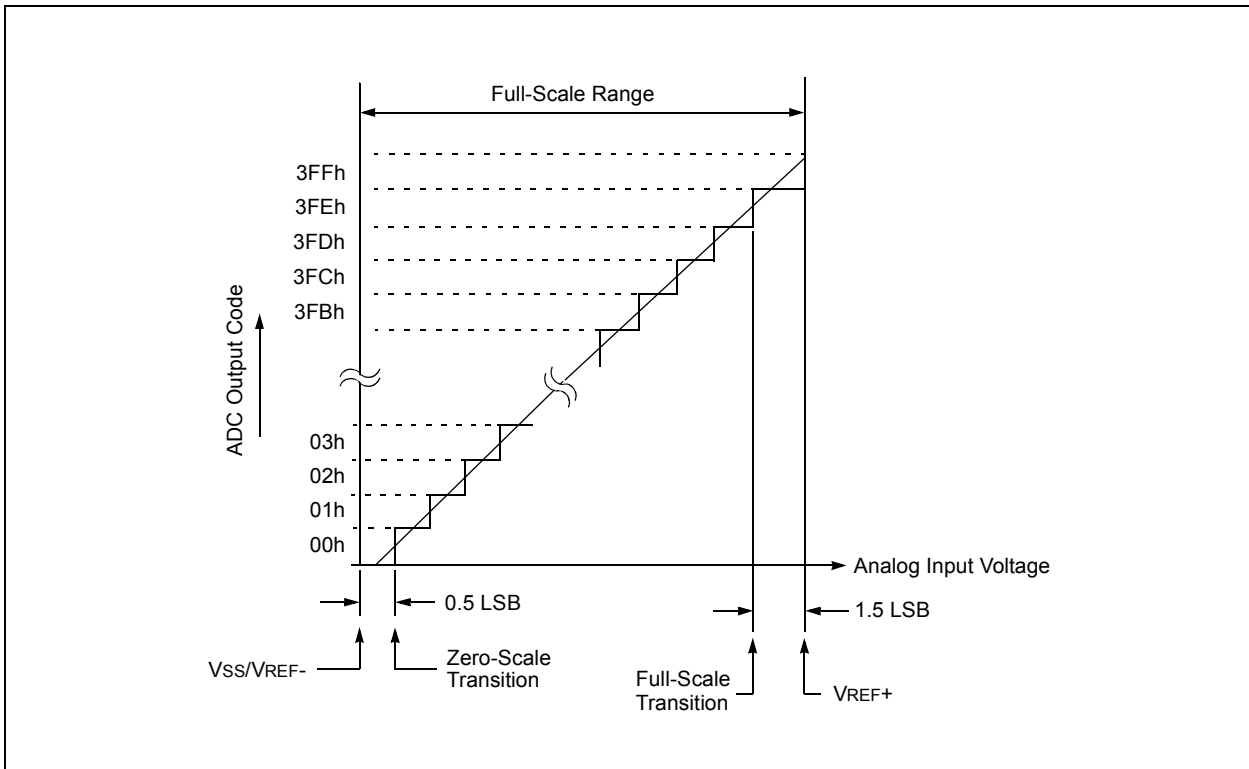 Full-Scale Range
3FFh
3FEh
3FDh
3FCh
3FBh
ADC Output Code
03h
02h
01h
00h
Analog Input Voltage
0.5 LSB
1.5 LSB
VSS/VREF-
Zero-Scale
Transition
Full-Scale
Transition
VREF+